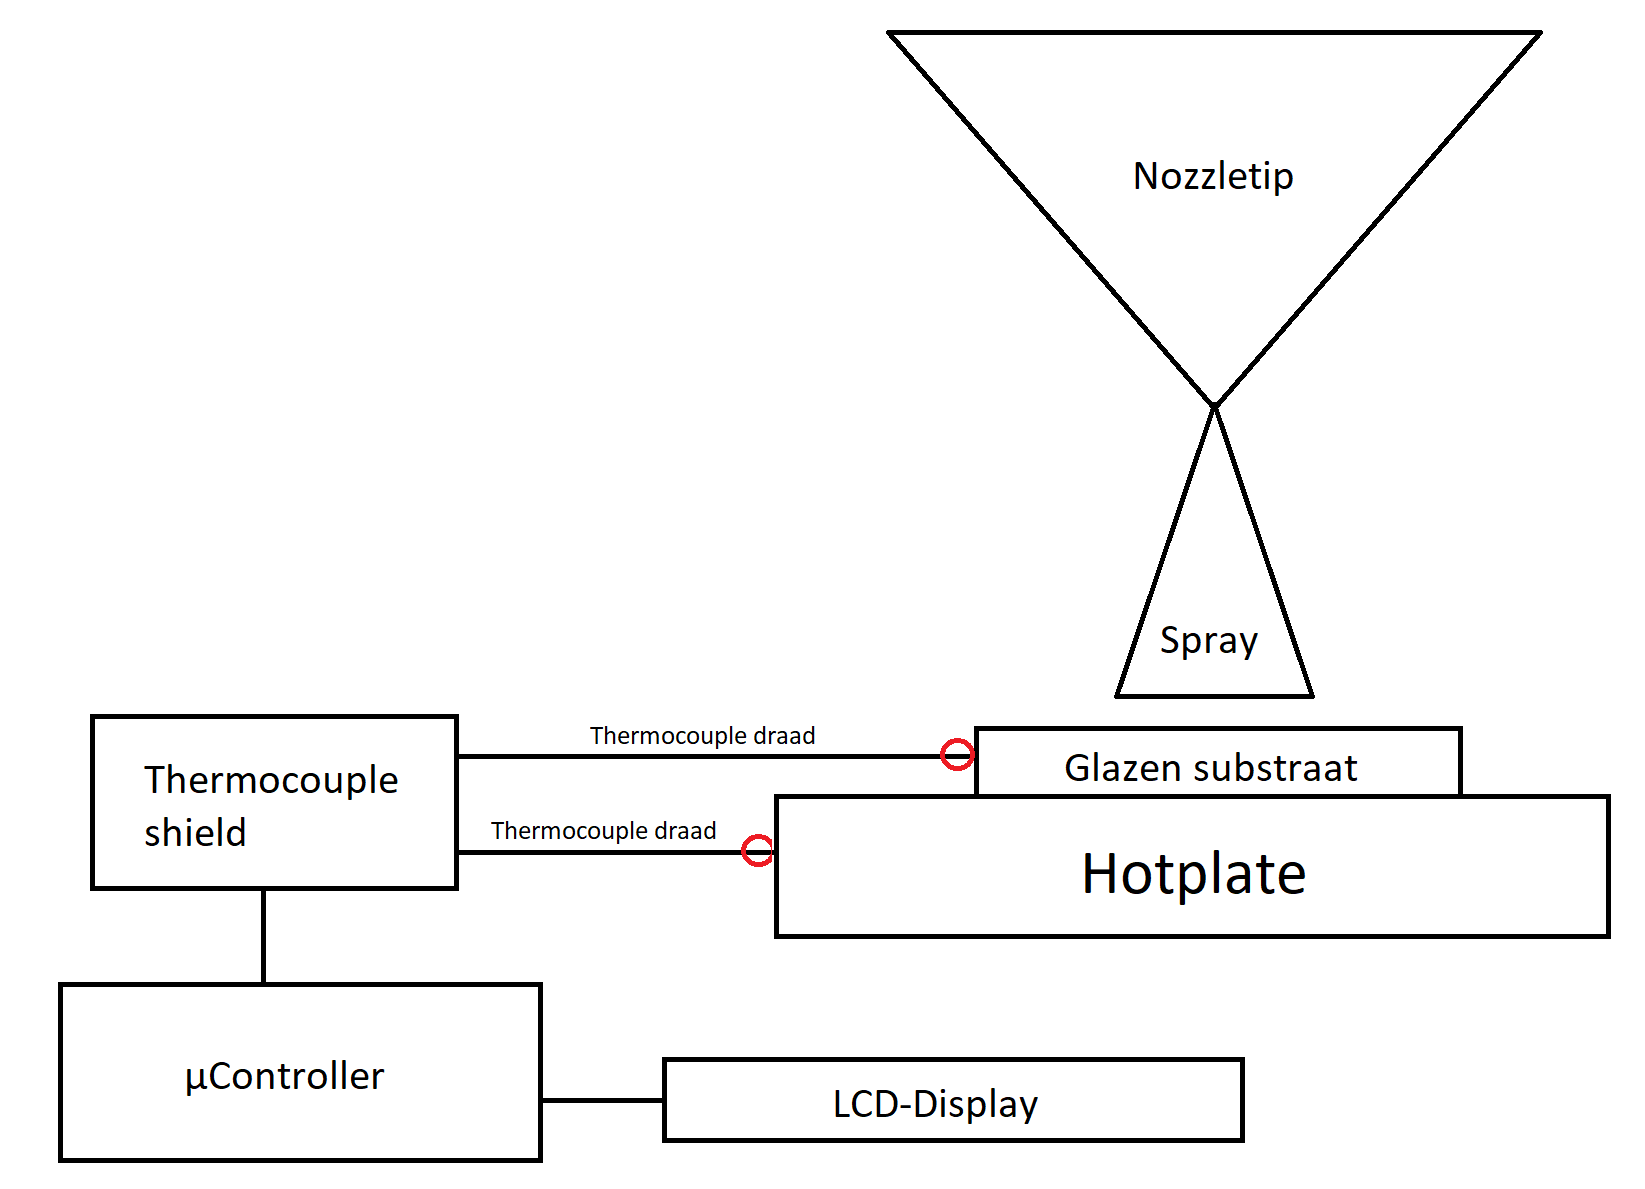 Nozzletip
Spray
Thermocouple draad
Glazen substraat
Thermocouple
shield
Thermocouple draad
Hotplate
µController
LCD-Display